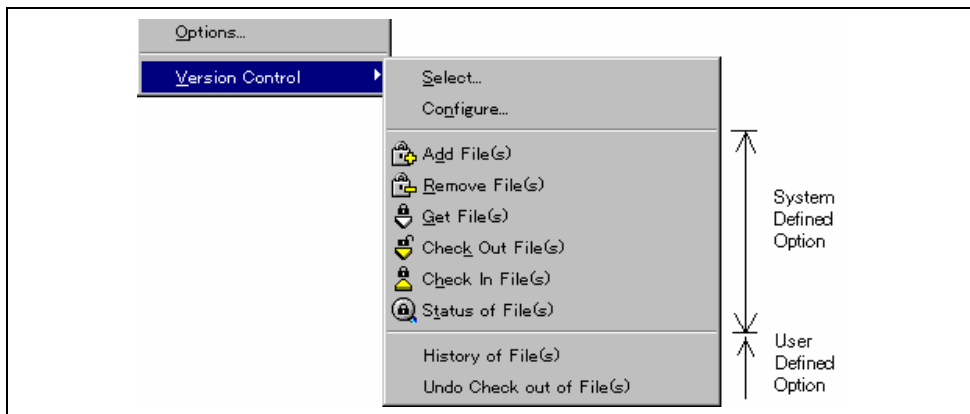 Options...
Version Control
Select...
Configure...
Add File(s)
Remove File(s)
Get File(s)
Check Out File(s)
Check In File(s)
Status of File(s)
History of File(s)
Undo Check out of File(s)
System
Defined
Option
User
Defined
Option